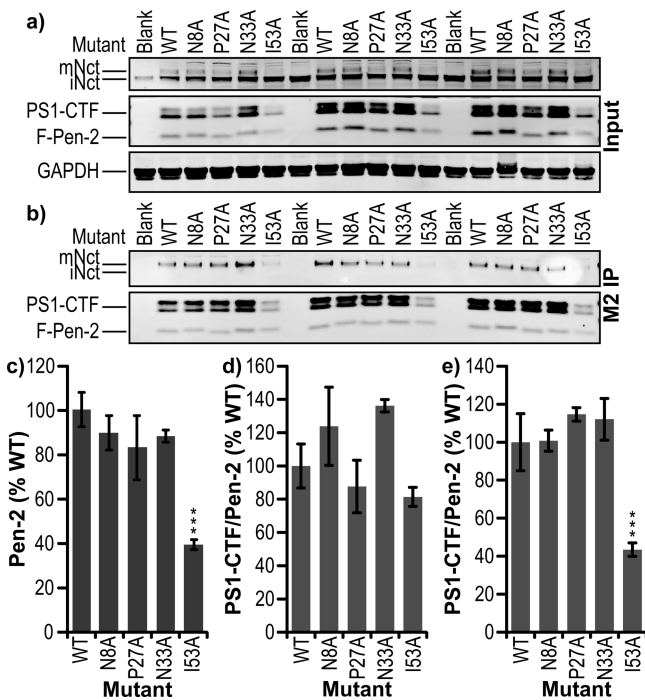 a)
Mutant Blank WT N8A P27A N33A I53A Blank WT N8A P27A N33A I53A Blank WT N8A P27A N33A I53A
mNct
iNct
PS1-CTF
F-Pen-2
GAPDH
Input
b)
Mutant Blank WT N8A P27A N33A I53A Blank WT N8A P27A N33A I53A Blank WT N8A P27A N33A I53A
mNct
iNct
PS1-CTF
F-Pen-2
M2 IP
c)
Pen-2 (% WT)
120
100
80
60
40
20
0
***
WT N8A P27A N33A I53A
Mutant
d)
PS1-CTF/Pen-2 (% WT)
160
140
120
100
80
60
40
20
0
WT N8A P27A N33A I53A
Mutant
e)
PS1-CTF/Pen-2 (% WT)
140
120
100
80
60
40
20
0
***
WT N8A P27A N33A I53A
Mutant